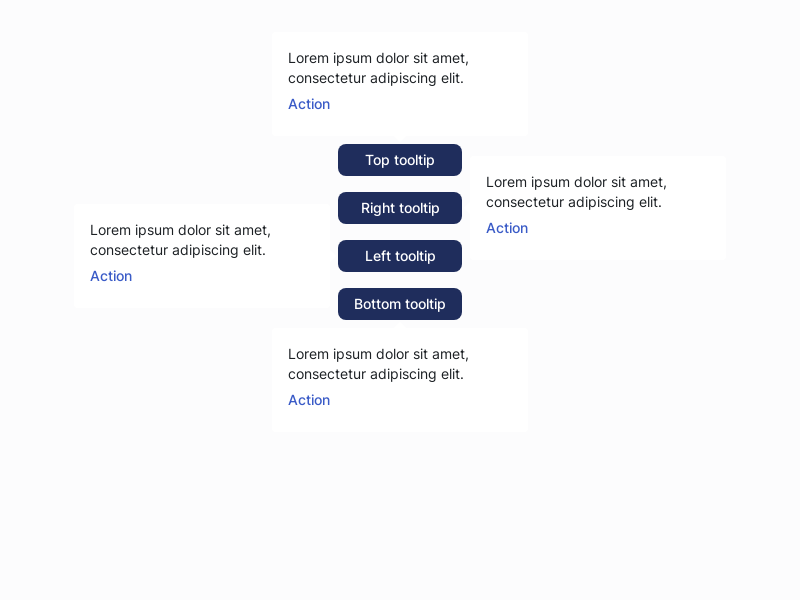 Lorem ipsum dolor sit amet,
consectetur adipiscing elit.
Action
Top tooltip
Lorem ipsum dolor sit amet,
consectetur adipiscing elit.
Action
Right tooltip
Lorem ipsum dolor sit amet,
consectetur adipiscing elit.
Action
Left tooltip
Bottom tooltip
Lorem ipsum dolor sit amet,
consectetur adipiscing elit.
Action